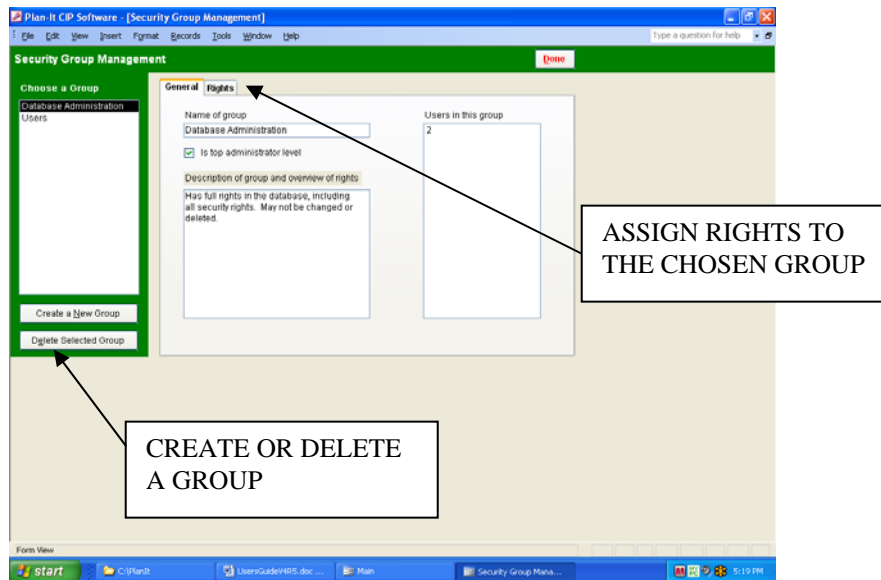 Plan-It CIP Software - [Security Group Management]
File Edit View Insert Format Records Tools Window Help
Type a question for help
Security Group Management
Done
Choose a Group
Database Administration
Users
General
Rights
Name of group
Database Administration
Is top administrator level
Description of group and overview of rights
Has full rights in the database, including
all security rights. May not be changed or
deleted.
Users in this group
2
ASSIGN RIGHTS TO
THE CHOSEN GROUP
Create a New Group
Delete Selected Group
CREATE OR DELETE
A GROUP
Form View
start
C:\PlanIt
UsersGuideV4R5.doc ...
Main
Security Group Mana...
5:19 PM